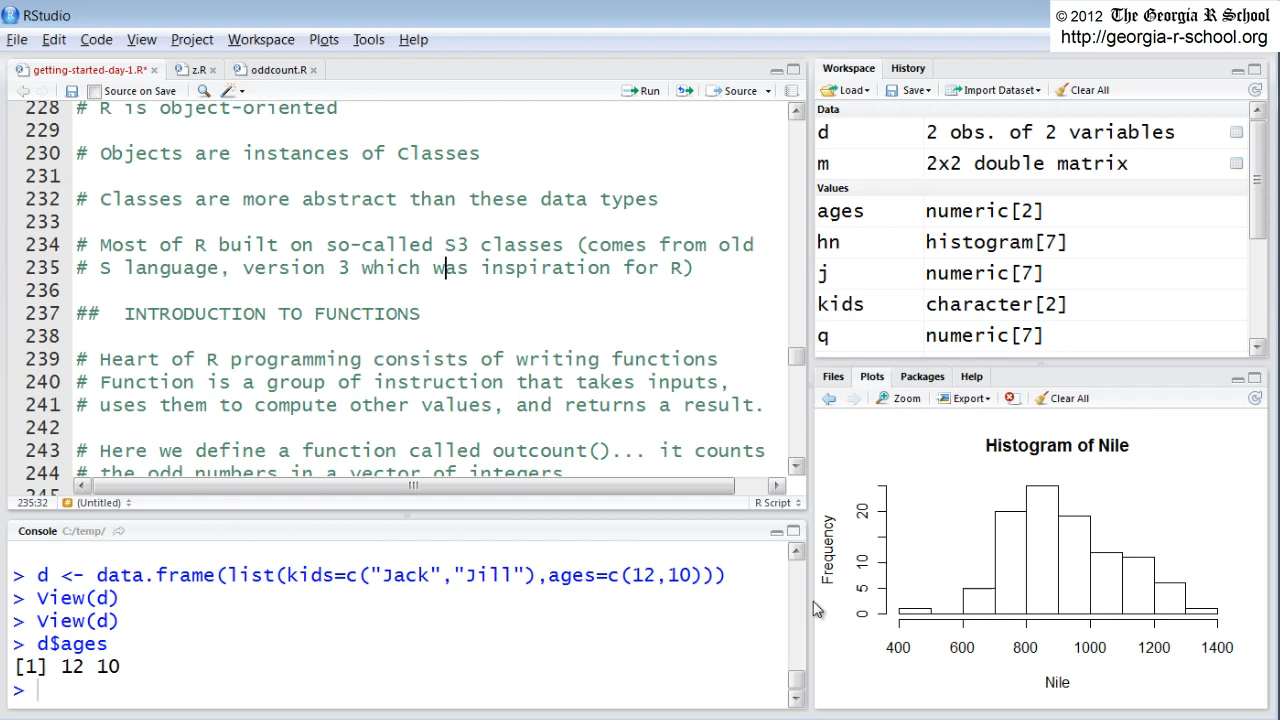 RStudio
© 2012 The Georgia R School
http://georgia-r-school.org
File Edit Code View Project Workspace Plots Tools Help
getting-started-day-1.R* × z.R × oddcount.R ×
Source on Save Run Source
228 # R is object-oriented
229
230 # Objects are instances of Classes
231
232 # Classes are more abstract than these data types
233
234 # Most of R built on so-called S3 classes (comes from old
235 # S language, version 3 which was inspiration for R)
236
237 ## INTRODUCTION TO FUNCTIONS
238
239 # Heart of R programming consists of writing functions
240 # Function is a group of instruction that takes inputs,
241 # uses them to compute other values, and returns a result.
242
243 # Here we define a function called outcount()... it counts
244 # the odd numbers in a vector of integers
245
235:32 (Untitled) R Script
Console C:/temp/
> d <- data.frame(list(kids=c("Jack","Jill"),ages=c(12,10)))
> View(d)
> View(d)
> d$ages
[1] 12 10
>
Workspace History
Load Save Import Dataset Clear All
Data
d 2 obs. of 2 variables
m 2x2 double matrix
Values
ages numeric[2]
hn histogram[7]
j numeric[7]
kids character[2]
q numeric[7]
Files Plots Packages Help
Zoom Export Clear All
Histogram of Nile
Frequency
20
10
5
0
400 600 800 1000 1200 1400
Nile